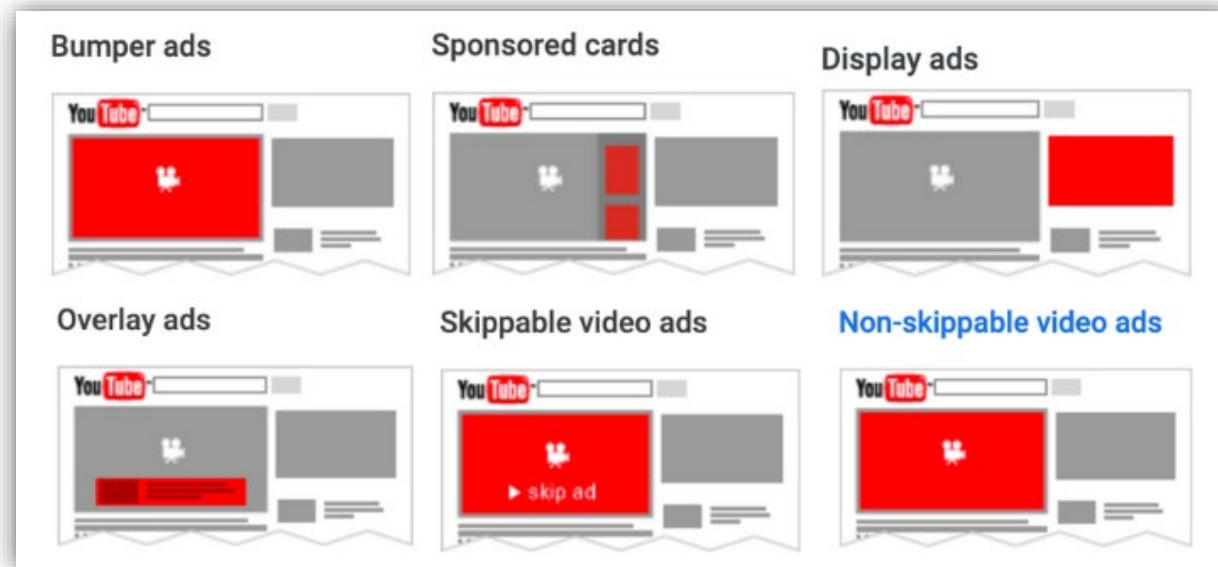 Bumper ads
Sponsored cards
Display ads
YouTube
YouTube
YouTube
Overlay ads
Skippable video ads
Non-skippable video ads
YouTube
YouTube
skip ad
YouTube